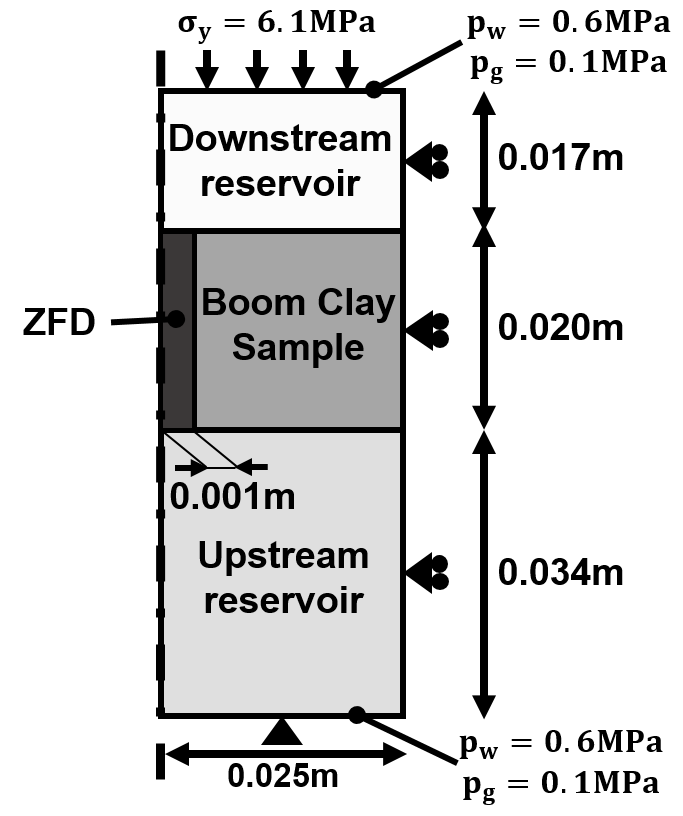 σy = 6.1MPa
pw = 0.6MPa
pg = 0.1MPa
Downstream
reservoir
0.017m
ZFD
Boom Clay
Sample
0.020m
0.001m
Upstream
reservoir
0.034m
pw = 0.6MPa
pg = 0.1MPa
0.025m